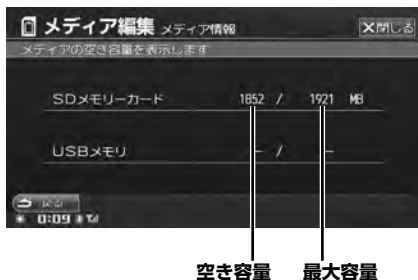 メディア編集 メディア情報 ×閉じる
メディアの空き容量を表示します
SDメモリーカード 1852 / 1921 MB
USBメモリ - / -
戻る
0:09
空き容量 最大容量